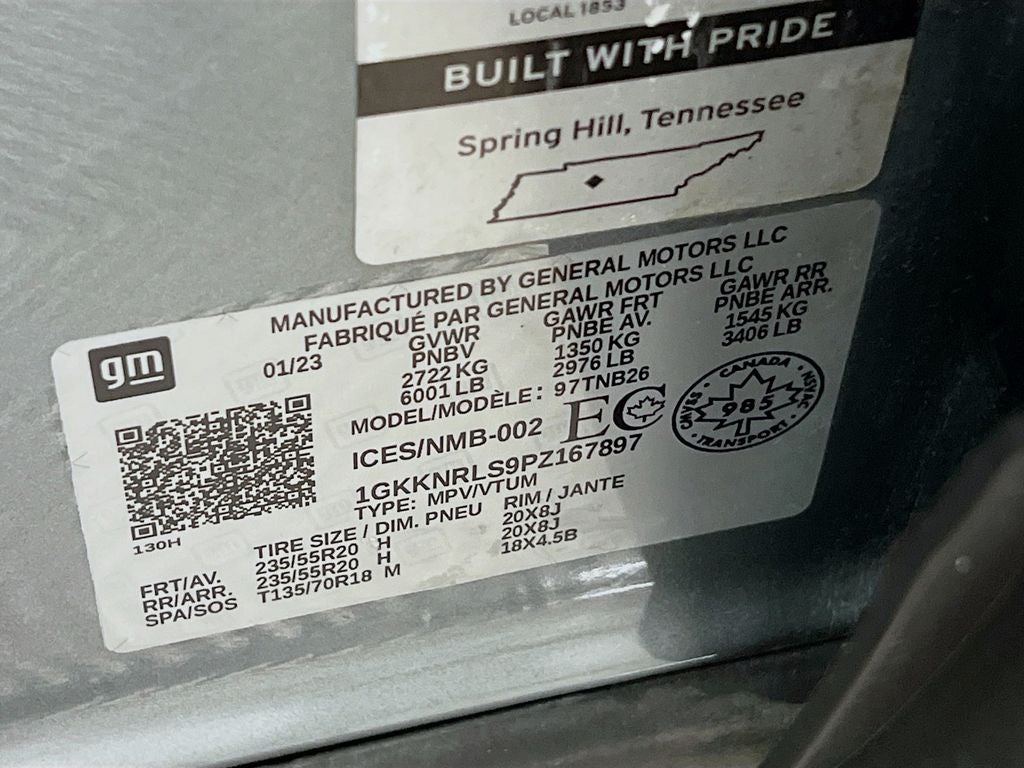 LOCAL 1853
BUILT WITH PRIDE
Spring Hill, Tennessee
MANUFACTURED BY GENERAL MOTORS LLC
FABRIQUÉ PAR GENERAL MOTORS LLC
gm
01/23
GVWR
PNBV
2722 KG
6001 LB
GAWR FRT
PNBE AV.
1350 KG
2976 LB
GAWR RR
PNBE ARR.
1545 KG
3406 LB
MODEL/MODÈLE: 97TNB26
ICES/NMB-002 EC
CANADA
CMVSS 985 NSVAC
TRANSPORT
1GKKNRLS9PZ167897
TYPE: MPV/VTUM
130H
TIRE SIZE / DIM. PNEU RIM / JANTE
FRT/AV. 235/55R20 H 20X8J
RR/ARR. 235/55R20 H 20X8J
SPA/SOS T135/70R18 M 18X4.5B